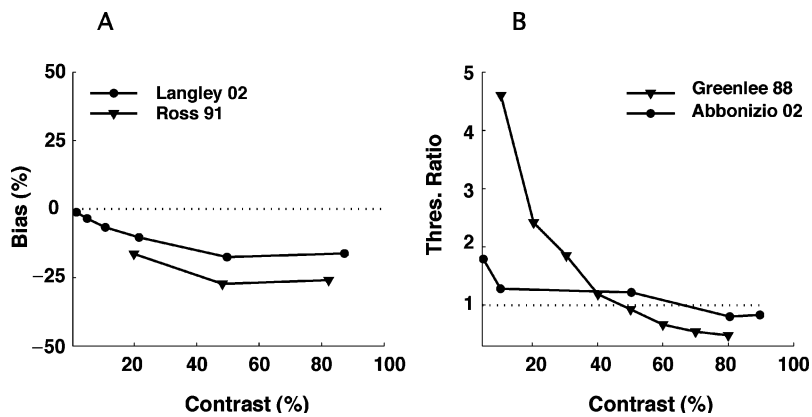 A
50
25
0
−25
−50
Bias (%)
Langley 02
Ross 91
20
40
60
80
100
Contrast (%)
B
5
4
3
2
1
Thres. Ratio
Greenlee 88
Abbonizio 02
20
40
60
80
100
Contrast (%)